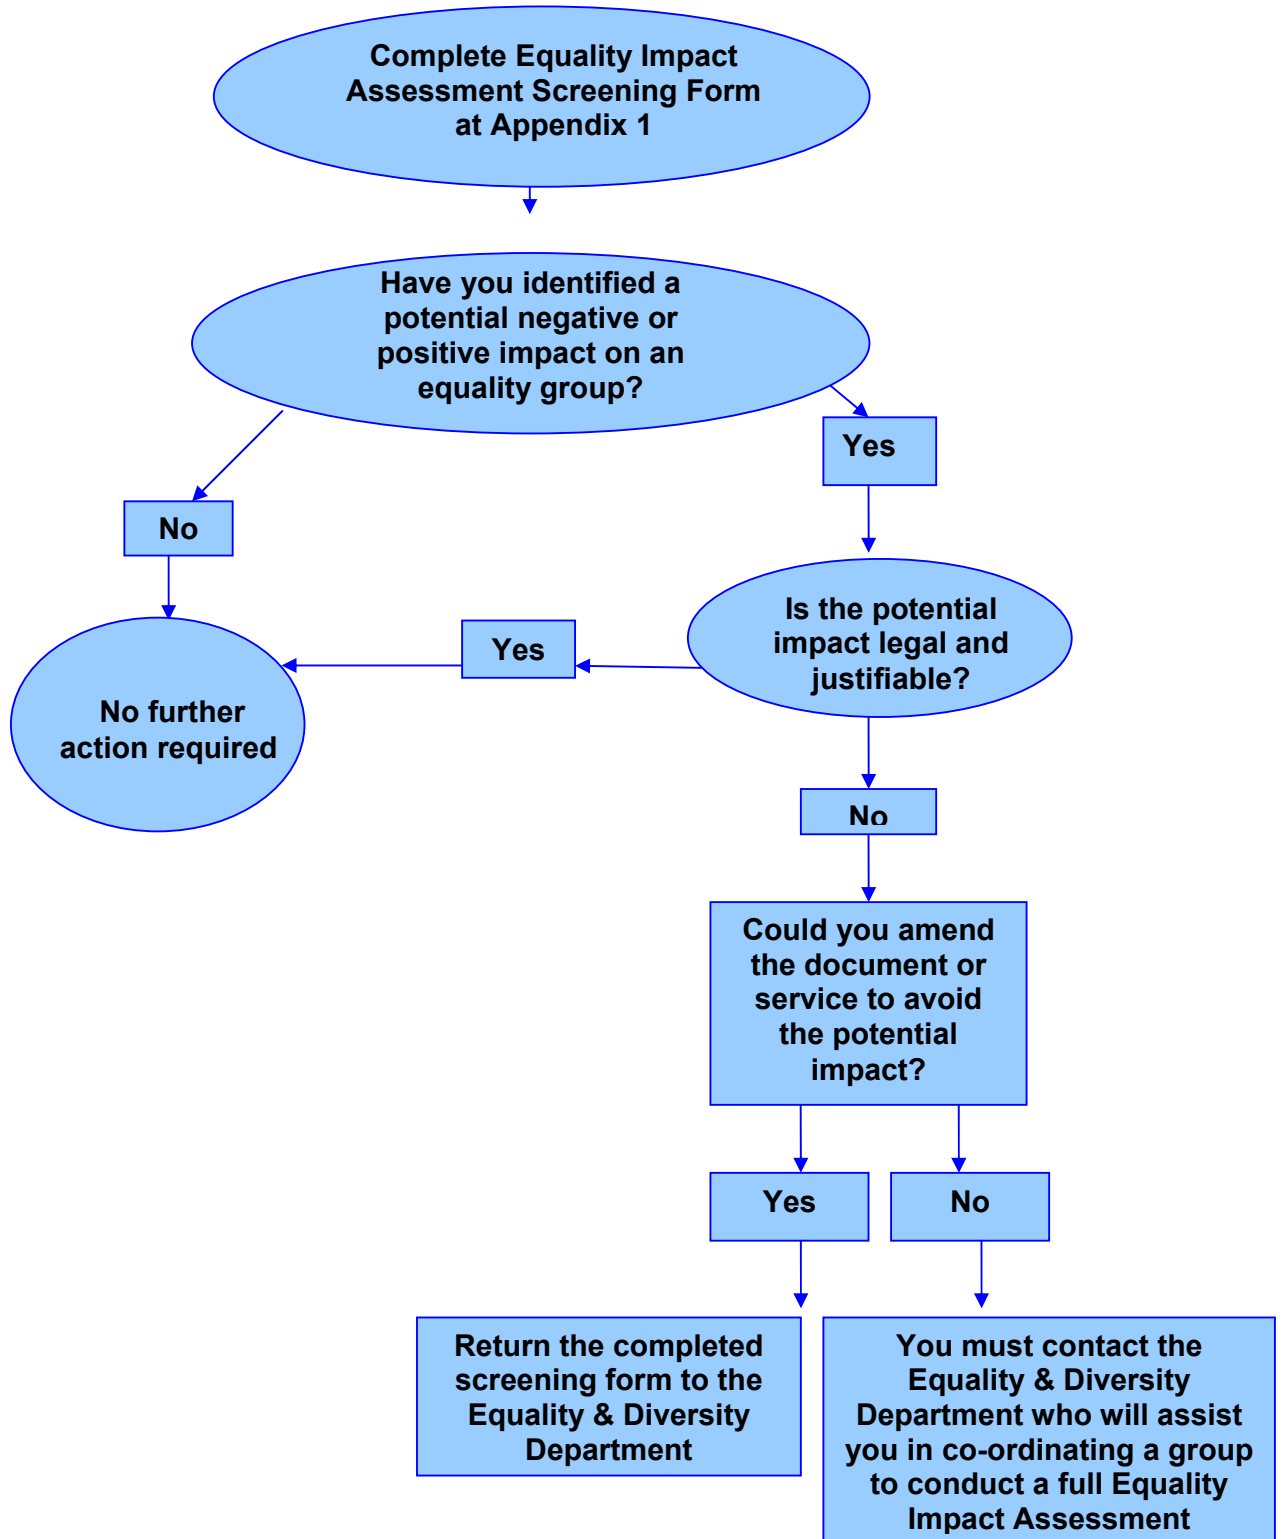 Complete Equality Impact
Assessment Screening Form
at Appendix 1
Have you identified a
potential negative or
positive impact on an
equality group?
Yes
No
Is the potential
impact legal and
justifiable?
Yes
No further
action required
No
Could you amend
the document or
service to avoid
the potential
impact?
Yes
No
Return the completed
screening form to the
Equality & Diversity
Department
You must contact the
Equality & Diversity
Department who will assist
you in co-ordinating a group
to conduct a full Equality
Impact Assessment